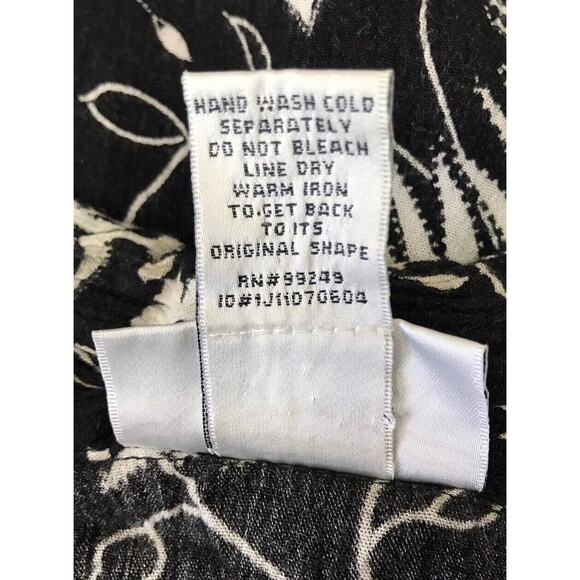 HAND WASH COLD
SEPARATELY
DO NOT BLEACH
LINE DRY
WARM IRON
TO-GET BACK
TO ITS
ORIGINAL SHAPE
RN#99249
ID#1J11070604